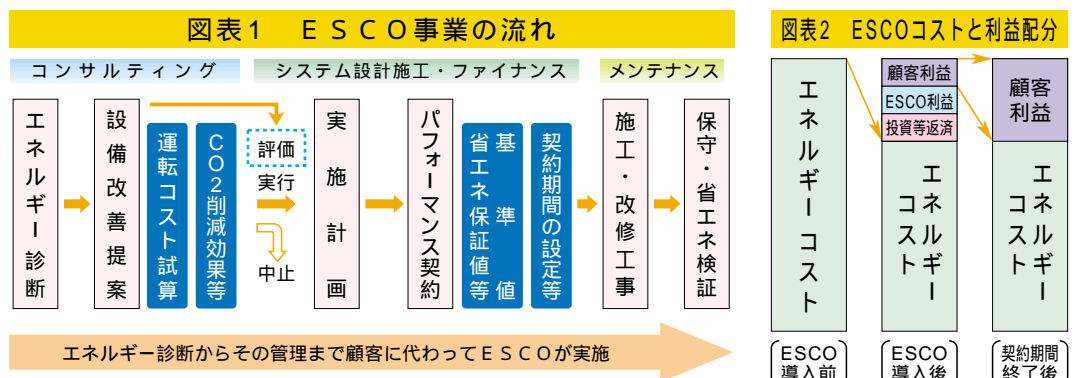 図表1　ＥＳＣＯ事業の流れ
コンサルティング
システム設計施工・ファイナンス
メンテナンス
エネルギー診断
設備改善提案
運転コスト試算
CO2削減効果等
評価
実行
中止
実施計画
パフォーマンス契約
基準値
省エネ保証値等
契約期間の設定等
施工・改修工事
保守・省エネ検証
エネルギー診断からその管理まで顧客に代わってＥＳＣＯが実施
図表2　ESCOコストと利益配分
エネルギーコスト
顧客利益
ESCO利益
投資等返済
エネルギー
コスト
顧客
利益
エネルギー
コスト
ESCO
導入前
ESCO
導入後
契約期間
終了後